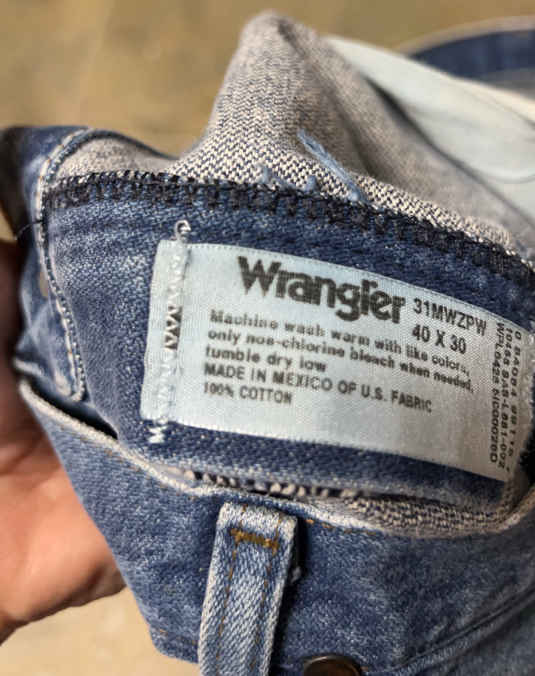 Wrangler
31MWZPW
40 X 30
Machine wash warm with like colors,
only non-chlorine bleach when needed,
tumble dry low
MADE IN MEXICO OF U.S. FABRIC
100% COTTON